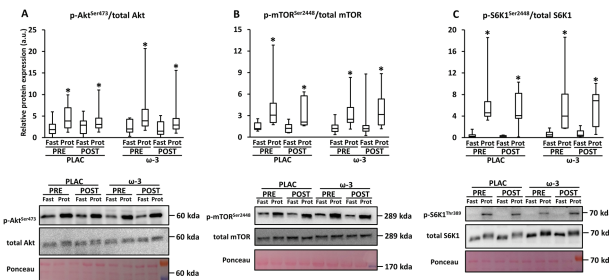 A
p-Akt^Ser473/total Akt
Relative protein expression (a.u.)
25
20
15
10
5
0
* * * *
Fast Prot Fast Prot Fast Prot Fast Prot
PRE POST PRE POST
PLAC ω-3
B
p-mTOR^Ser2448/total mTOR
15
12
9
6
3
0
* * * *
Fast Prot Fast Prot Fast Prot Fast Prot
PRE POST PRE POST
PLAC ω-3
C
p-S6K1^Ser2448/total S6K1
20
16
12
8
4
0
* * * *
Fast Prot Fast Prot Fast Prot Fast Prot
PRE POST PRE POST
PLAC ω-3
PLAC ω-3
PRE POST PRE POST
Fast Prot Fast Prot Fast Prot Fast Prot
p-Akt^Ser473 60 kda
total Akt 60 kda
Ponceau 60 kda
PLAC ω-3
PRE POST PRE POST
Fast Prot Fast Prot Fast Prot Fast Prot
p-mTOR^Ser2448 289 kda
total mTOR 289 kda
Ponceau 170 kda
PLAC ω-3
PRE POST PRE POST
Fast Prot Fast Prot Fast Prot Fast Prot
p-S6K1^Thr389 70 kd
total S6K1 70 kd
Ponceau 70 kd